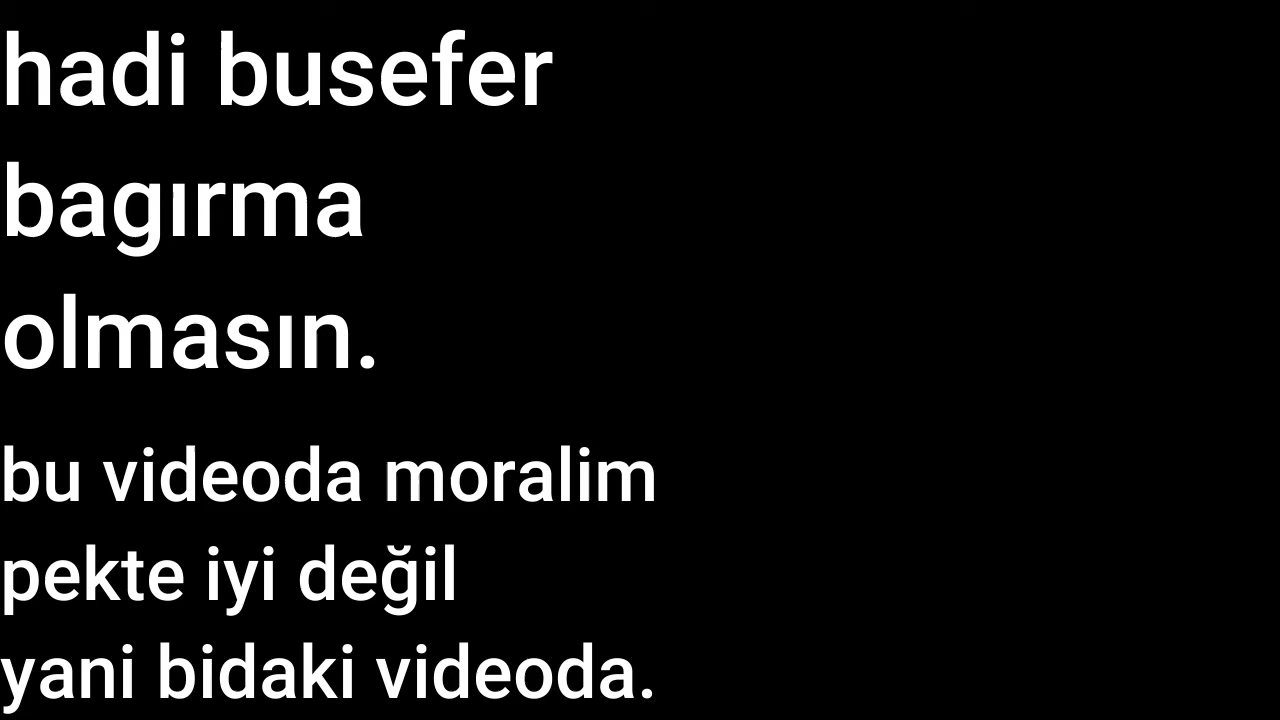 hadi busefer
bagırma
olmasın.
bu videoda moralim
pekte iyi değil
yani bidaki videoda.